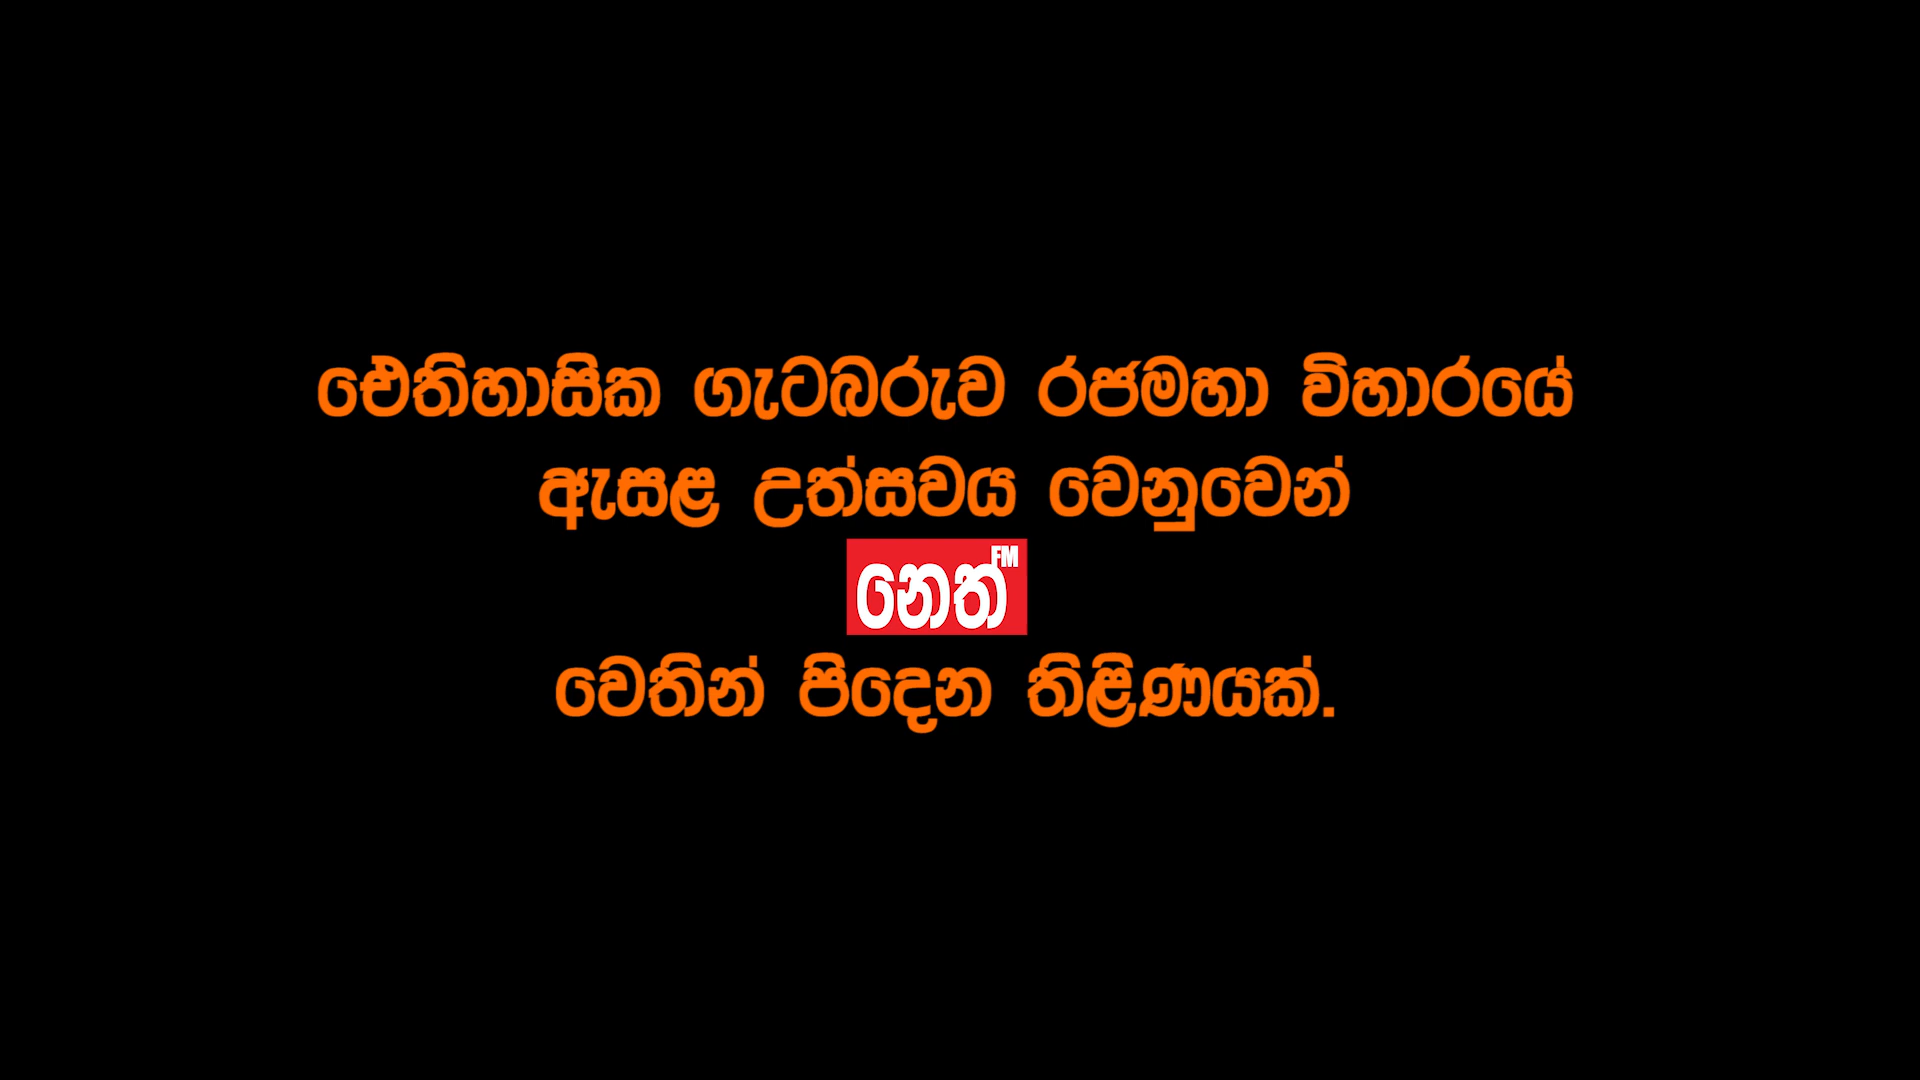 ඓතිහාසික ගැටබරුව රජමහා විහාරයේ
ඇසළ උත්සවය වෙනුවෙන්
නෙත් FM
වෙතින් පිදෙන තිළිණයක්.